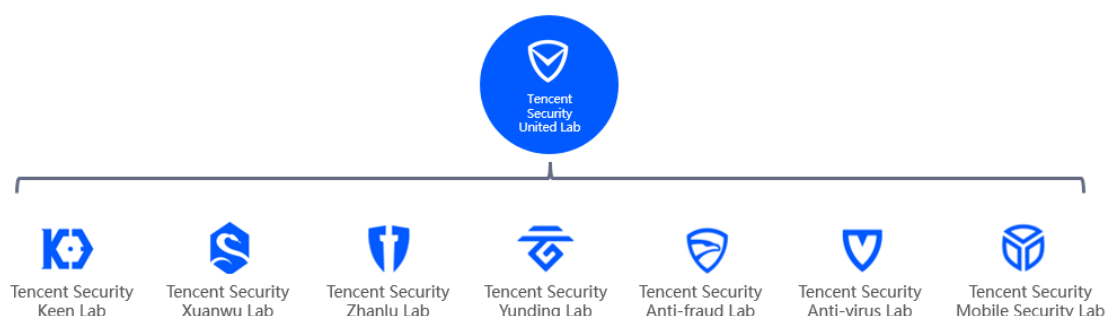 Tencent
Security
United Lab
Tencent Security
Keen Lab
Tencent Security
Xuanwu Lab
Tencent Security
Zhanlu Lab
Tencent Security
Yunding Lab
Tencent Security
Anti-fraud Lab
Tencent Security
Anti-virus Lab
Tencent Security
Mobile Security Lab